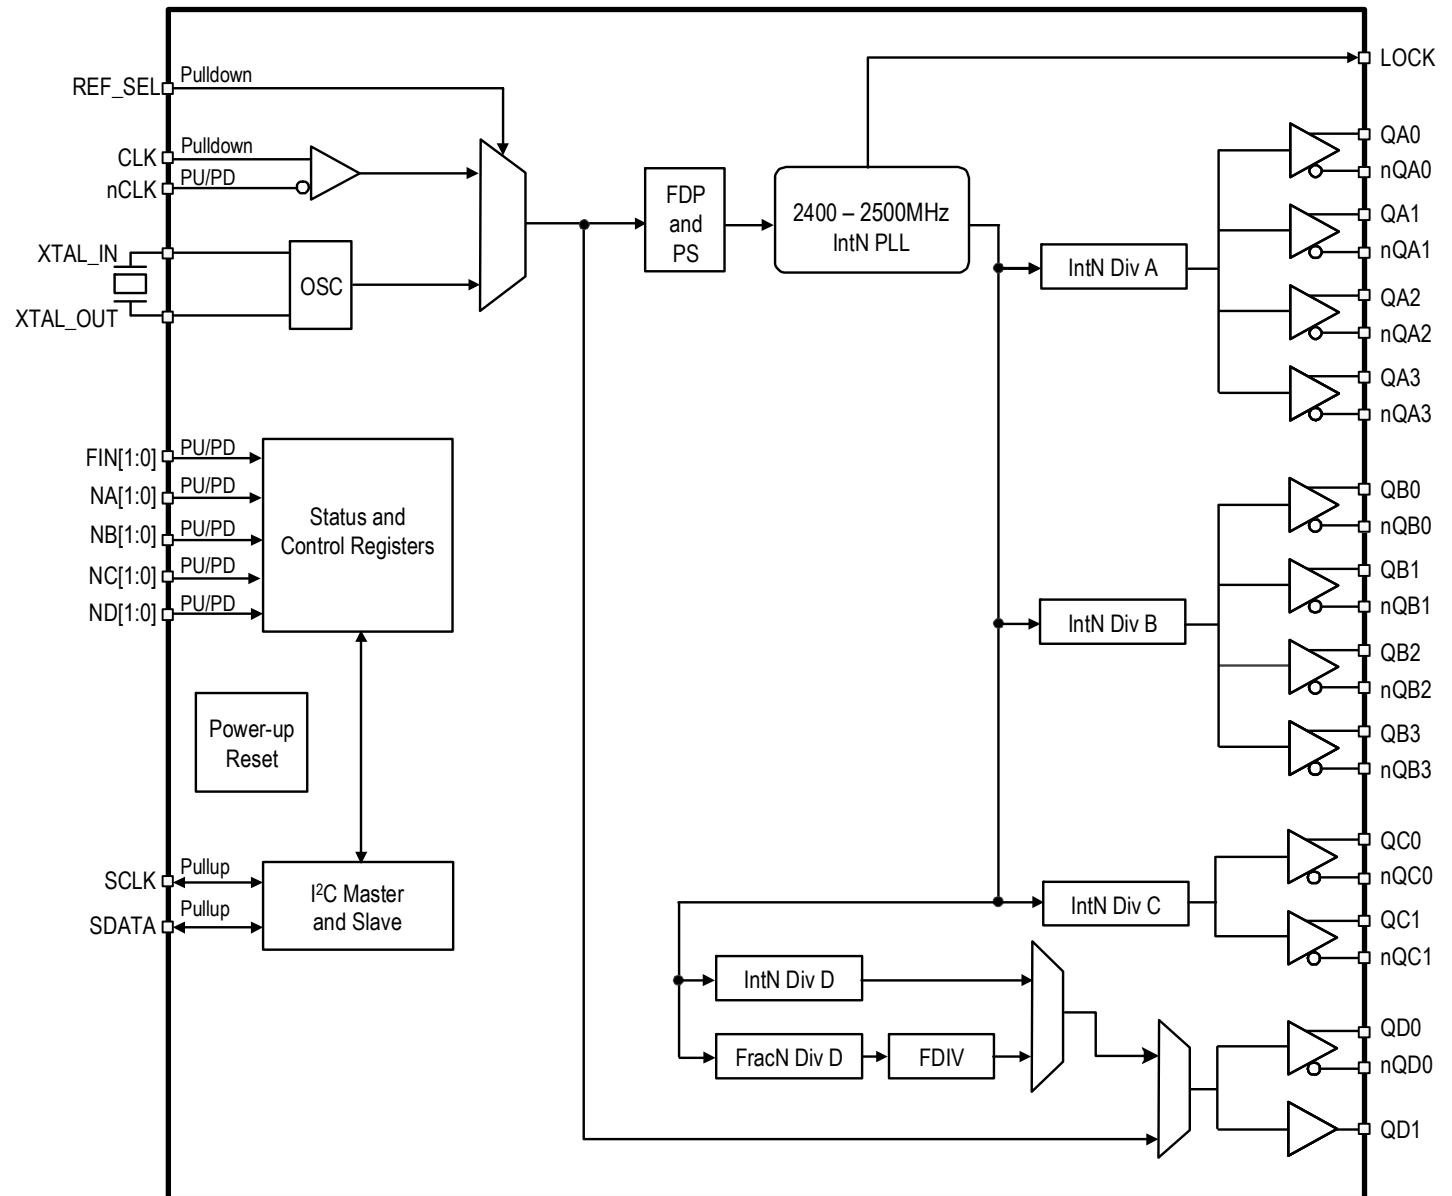 REF_SEL
Pulldown
CLK
Pulldown
nCLK
PU/PD
XTAL_IN
XTAL_OUT
OSC
FDP
and
PS
2400 – 2500MHz
IntN PLL
LOCK
IntN Div A
QA0
nQA0
QA1
nQA1
QA2
nQA2
QA3
nQA3
FIN[1:0]
PU/PD
NA[1:0]
PU/PD
NB[1:0]
PU/PD
NC[1:0]
PU/PD
ND[1:0]
PU/PD
Status and
Control Registers
IntN Div B
QB0
nQB0
QB1
nQB1
QB2
nQB2
QB3
nQB3
Power-up
Reset
SCLK
Pullup
SDATA
Pullup
I²C Master
and Slave
IntN Div C
QC0
nQC0
QC1
nQC1
IntN Div D
FracN Div D
FDIV
QD0
nQD0
QD1